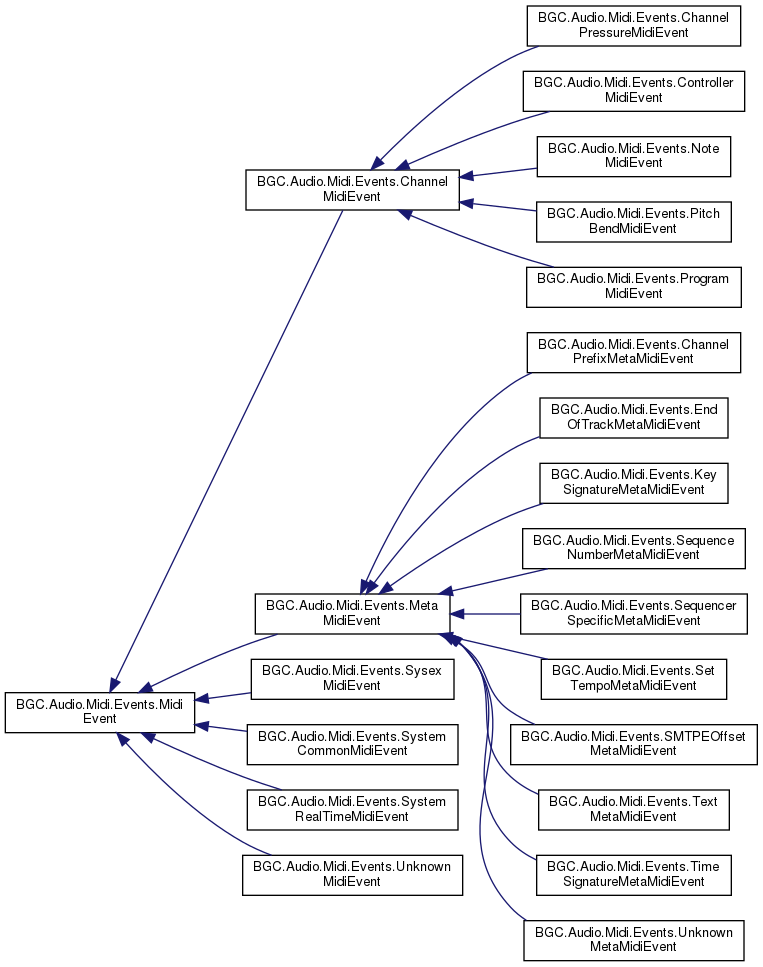 BGC.Audio.Midi.Events.Channel
PressureMidiEvent
BGC.Audio.Midi.Events.Controller
MidiEvent
BGC.Audio.Midi.Events.Note
MidiEvent
BGC.Audio.Midi.Events.Channel
MidiEvent
BGC.Audio.Midi.Events.Pitch
BendMidiEvent
BGC.Audio.Midi.Events.Program
MidiEvent
BGC.Audio.Midi.Events.Channel
PrefixMetaMidiEvent
BGC.Audio.Midi.Events.End
OfTrackMetaMidiEvent
BGC.Audio.Midi.Events.Key
SignatureMetaMidiEvent
BGC.Audio.Midi.Events.Sequence
NumberMetaMidiEvent
BGC.Audio.Midi.Events.Meta
MidiEvent
BGC.Audio.Midi.Events.Sequencer
SpecificMetaMidiEvent
BGC.Audio.Midi.Events.Sysex
MidiEvent
BGC.Audio.Midi.Events.Set
TempoMetaMidiEvent
BGC.Audio.Midi.Events.Midi
Event
BGC.Audio.Midi.Events.System
CommonMidiEvent
BGC.Audio.Midi.Events.SMTPEOffset
MetaMidiEvent
BGC.Audio.Midi.Events.System
RealTimeMidiEvent
BGC.Audio.Midi.Events.Text
MetaMidiEvent
BGC.Audio.Midi.Events.Unknown
MidiEvent
BGC.Audio.Midi.Events.Time
SignatureMetaMidiEvent
BGC.Audio.Midi.Events.Unknown
MetaMidiEvent